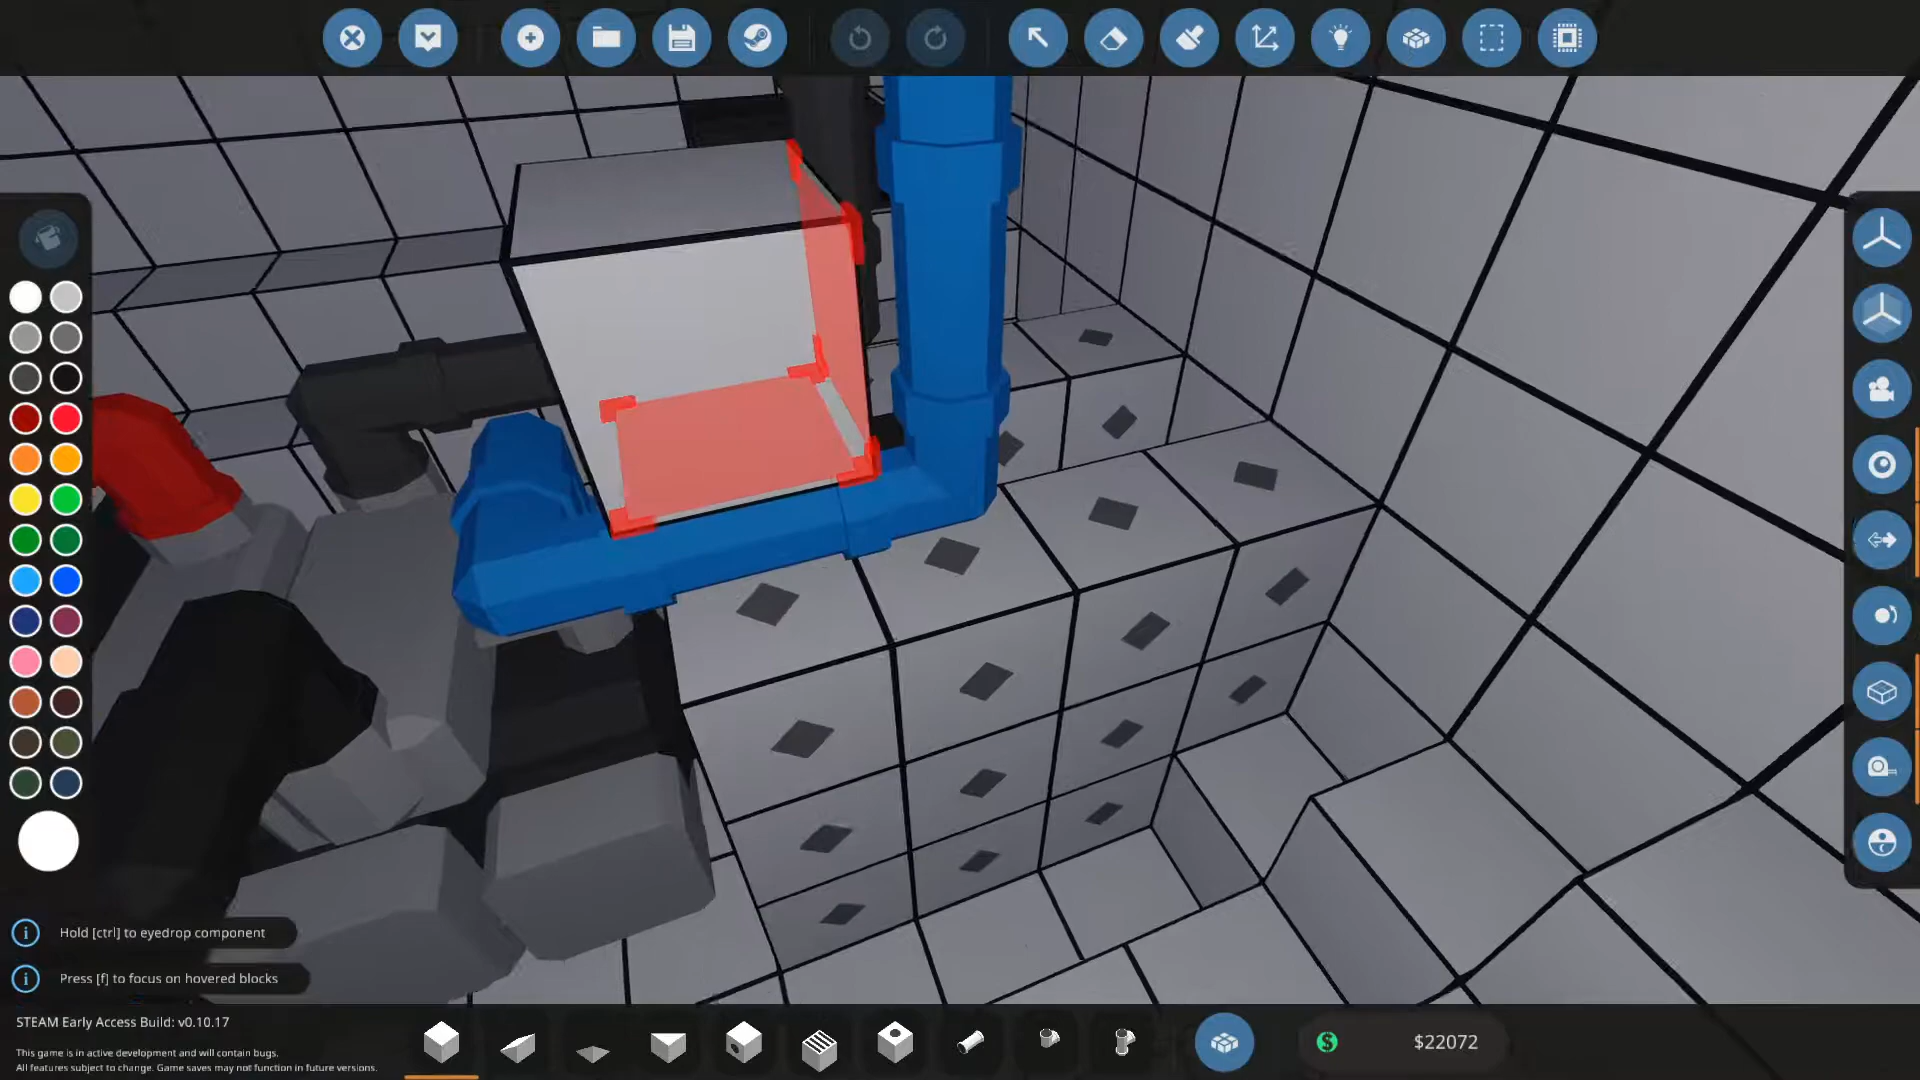 Hold [ctrl] to eyedrop component
Press [f] to focus on hovered blocks
STEAM Early Access Build: v0.10.17
This game is in active development and will contain bugs.
All features subject to change. Game saves may not function in future versions.
$22072